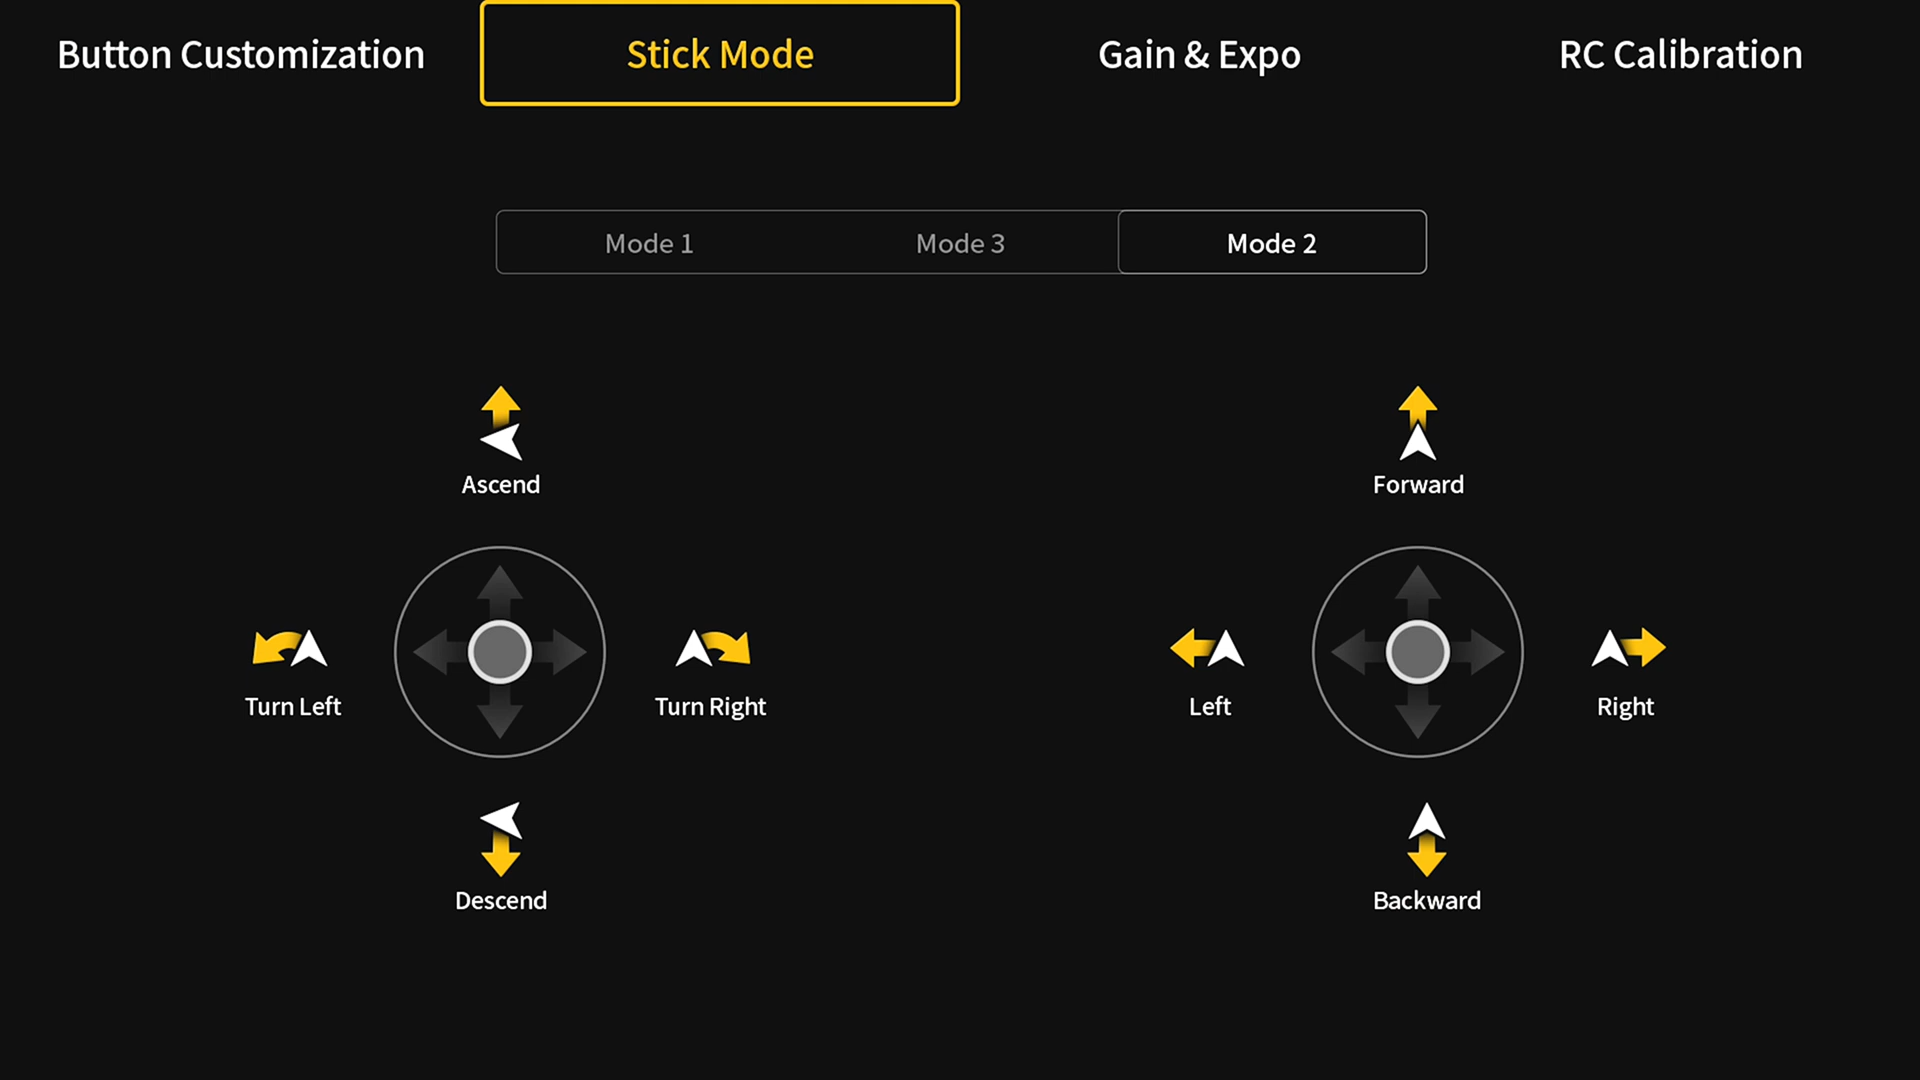 Button Customization
Stick Mode
Gain & Expo
RC Calibration
Mode 1
Mode 3
Mode 2
Ascend
Forward
Turn Left
Turn Right
Left
Right
Descend
Backward